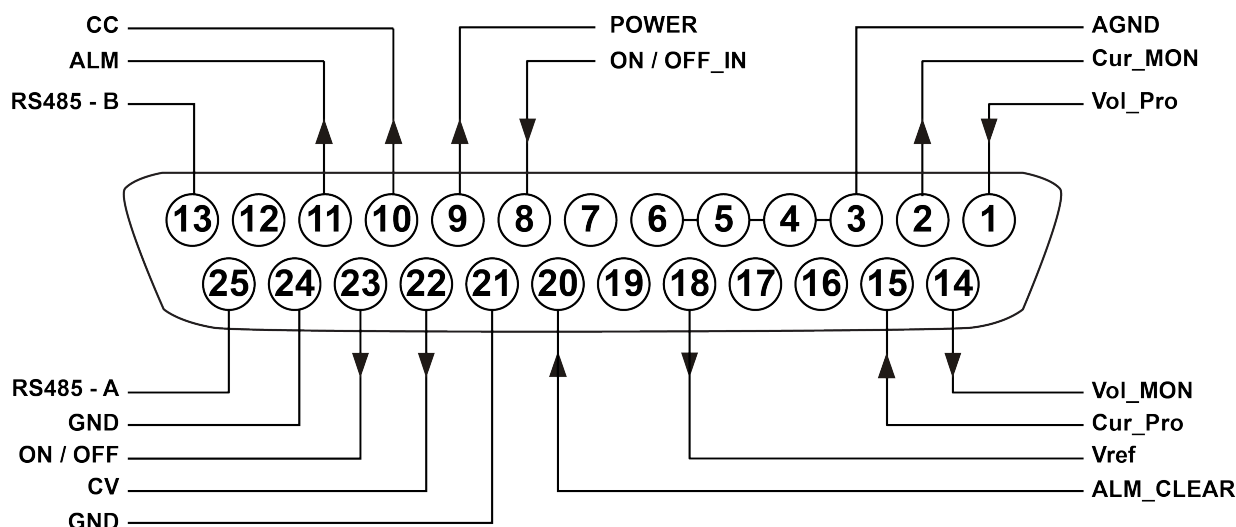 CC
POWER
AGND
ALM
ON / OFF_IN
Cur_MON
RS485 - B
Vol_Pro
13 12 11 10 9 8 7 6 5 4 3 2 1
25 24 23 22 21 20 19 18 17 16 15 14
RS485 - A
Vol_MON
GND
Cur_Pro
ON / OFF
Vref
CV
ALM_CLEAR
GND